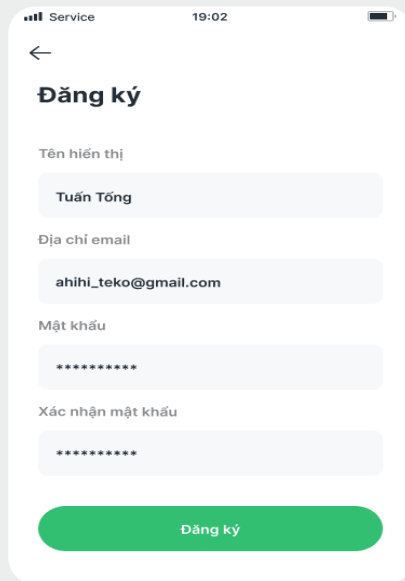 Service
19:02
Đăng ký
Tên hiển thị
Tuấn Tống
Địa chỉ email
ahihi_teko@gmail.com
Mật khẩu
**********
Xác nhận mật khẩu
**********
Đăng ký